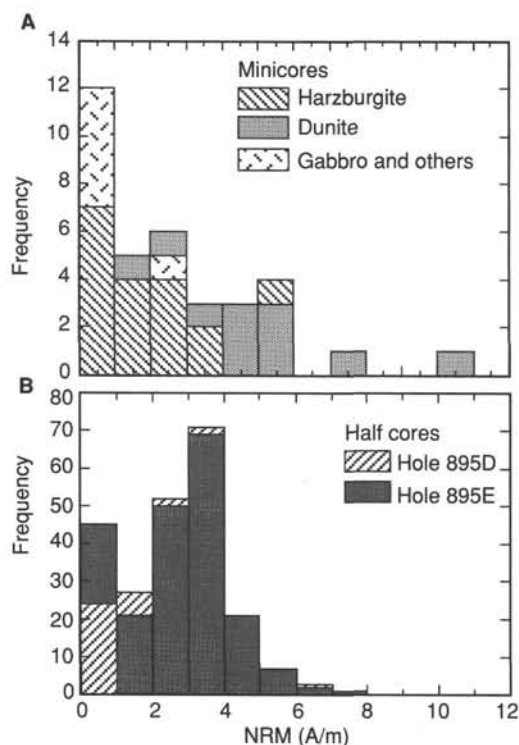 A
14
12
10
8
6
4
2
0
Frequency
Minicores
Harzburgite
Dunite
Gabbro and others
B
80
70
60
50
40
30
20
10
0
Frequency
Half cores
Hole 895D
Hole 895E
0 2 4 6 8 10 12
NRM (A/m)